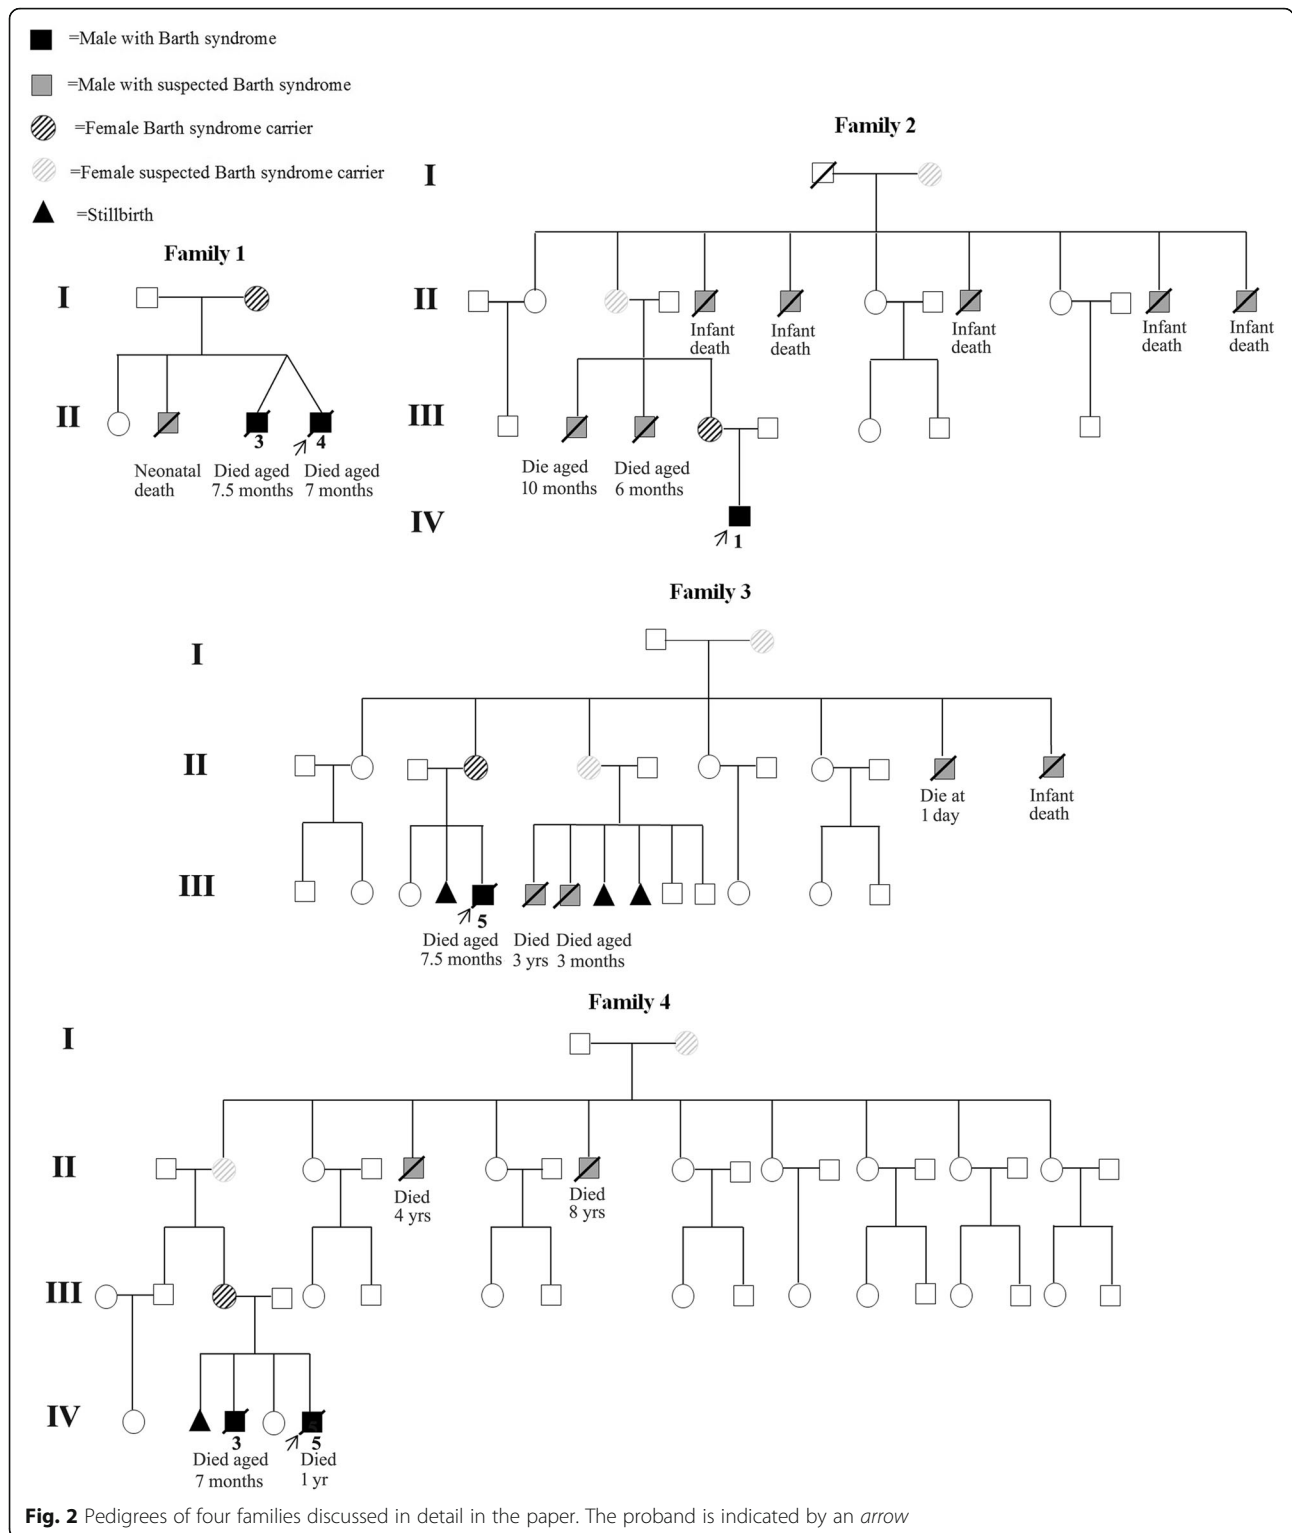 =Male with Barth syndrome
=Male with suspected Barth syndrome
=Female Barth syndrome carrier
=Female suspected Barth syndrome carrier
=Stillbirth
Family 1
I
II
3
4
Neonatal
death
Died aged
7.5 months
Died aged
7 months
Family 2
I
II
Infant
death
Infant
death
Infant
death
Infant
death
Infant
death
III
Die aged
10 months
Died aged
6 months
IV
1
Family 3
I
II
Die at
1 day
Infant
death
III
5
Died aged
7.5 months
Died
3 yrs
Died aged
3 months
Family 4
I
II
Died
4 yrs
Died
8 yrs
III
IV
3
5
Died aged
7 months
Died
1 yr
Fig. 2 Pedigrees of four families discussed in detail in the paper. The proband is indicated by an arrow